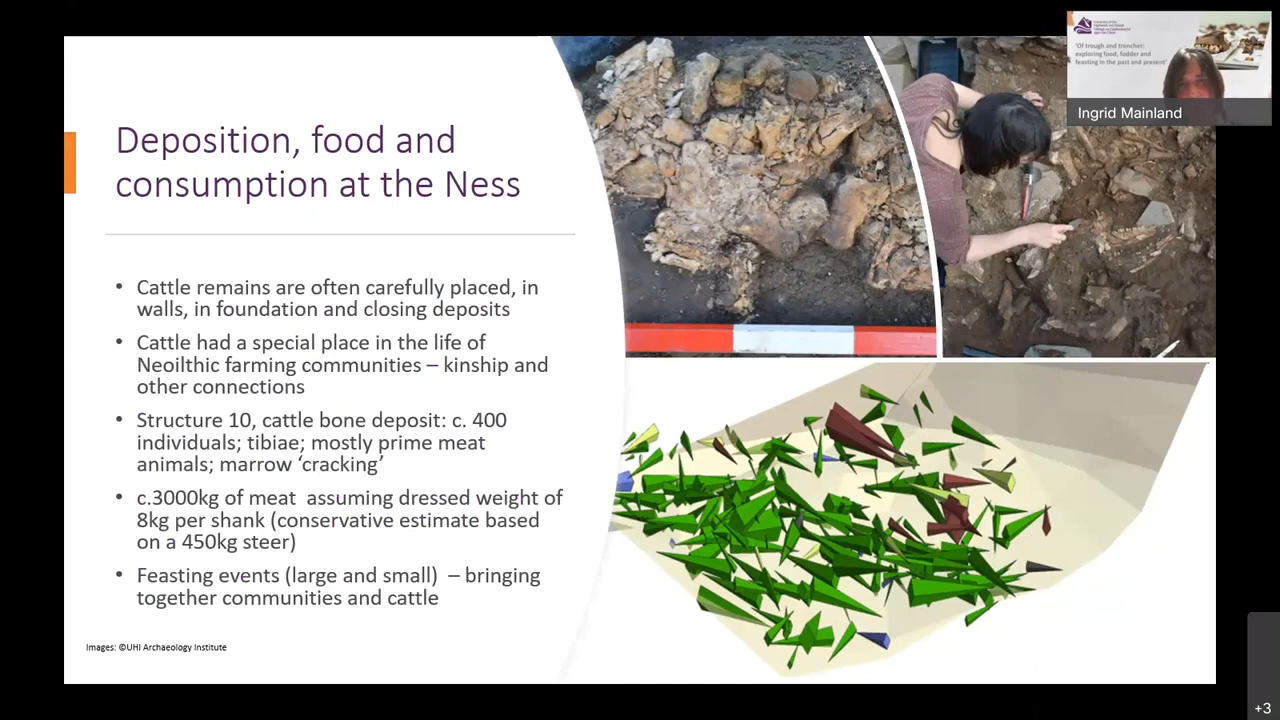 Deposition, food and
consumption at the Ness
• Cattle remains are often carefully placed, in
walls, in foundation and closing deposits
• Cattle had a special place in the life of
Neoilthic farming communities – kinship and
other connections
• Structure 10, cattle bone deposit: c. 400
individuals; tibiae; mostly prime meat
animals; marrow ‘cracking’
• c.3000kg of meat assuming dressed weight of
8kg per shank (conservative estimate based
on a 450kg steer)
• Feasting events (large and small) – bringing
together communities and cattle
Images: ©UHI Archaeology Institute
'Of trough and trencher:
exploring food, fodder and
feasting in the past and present'
Ingrid Mainland
+3